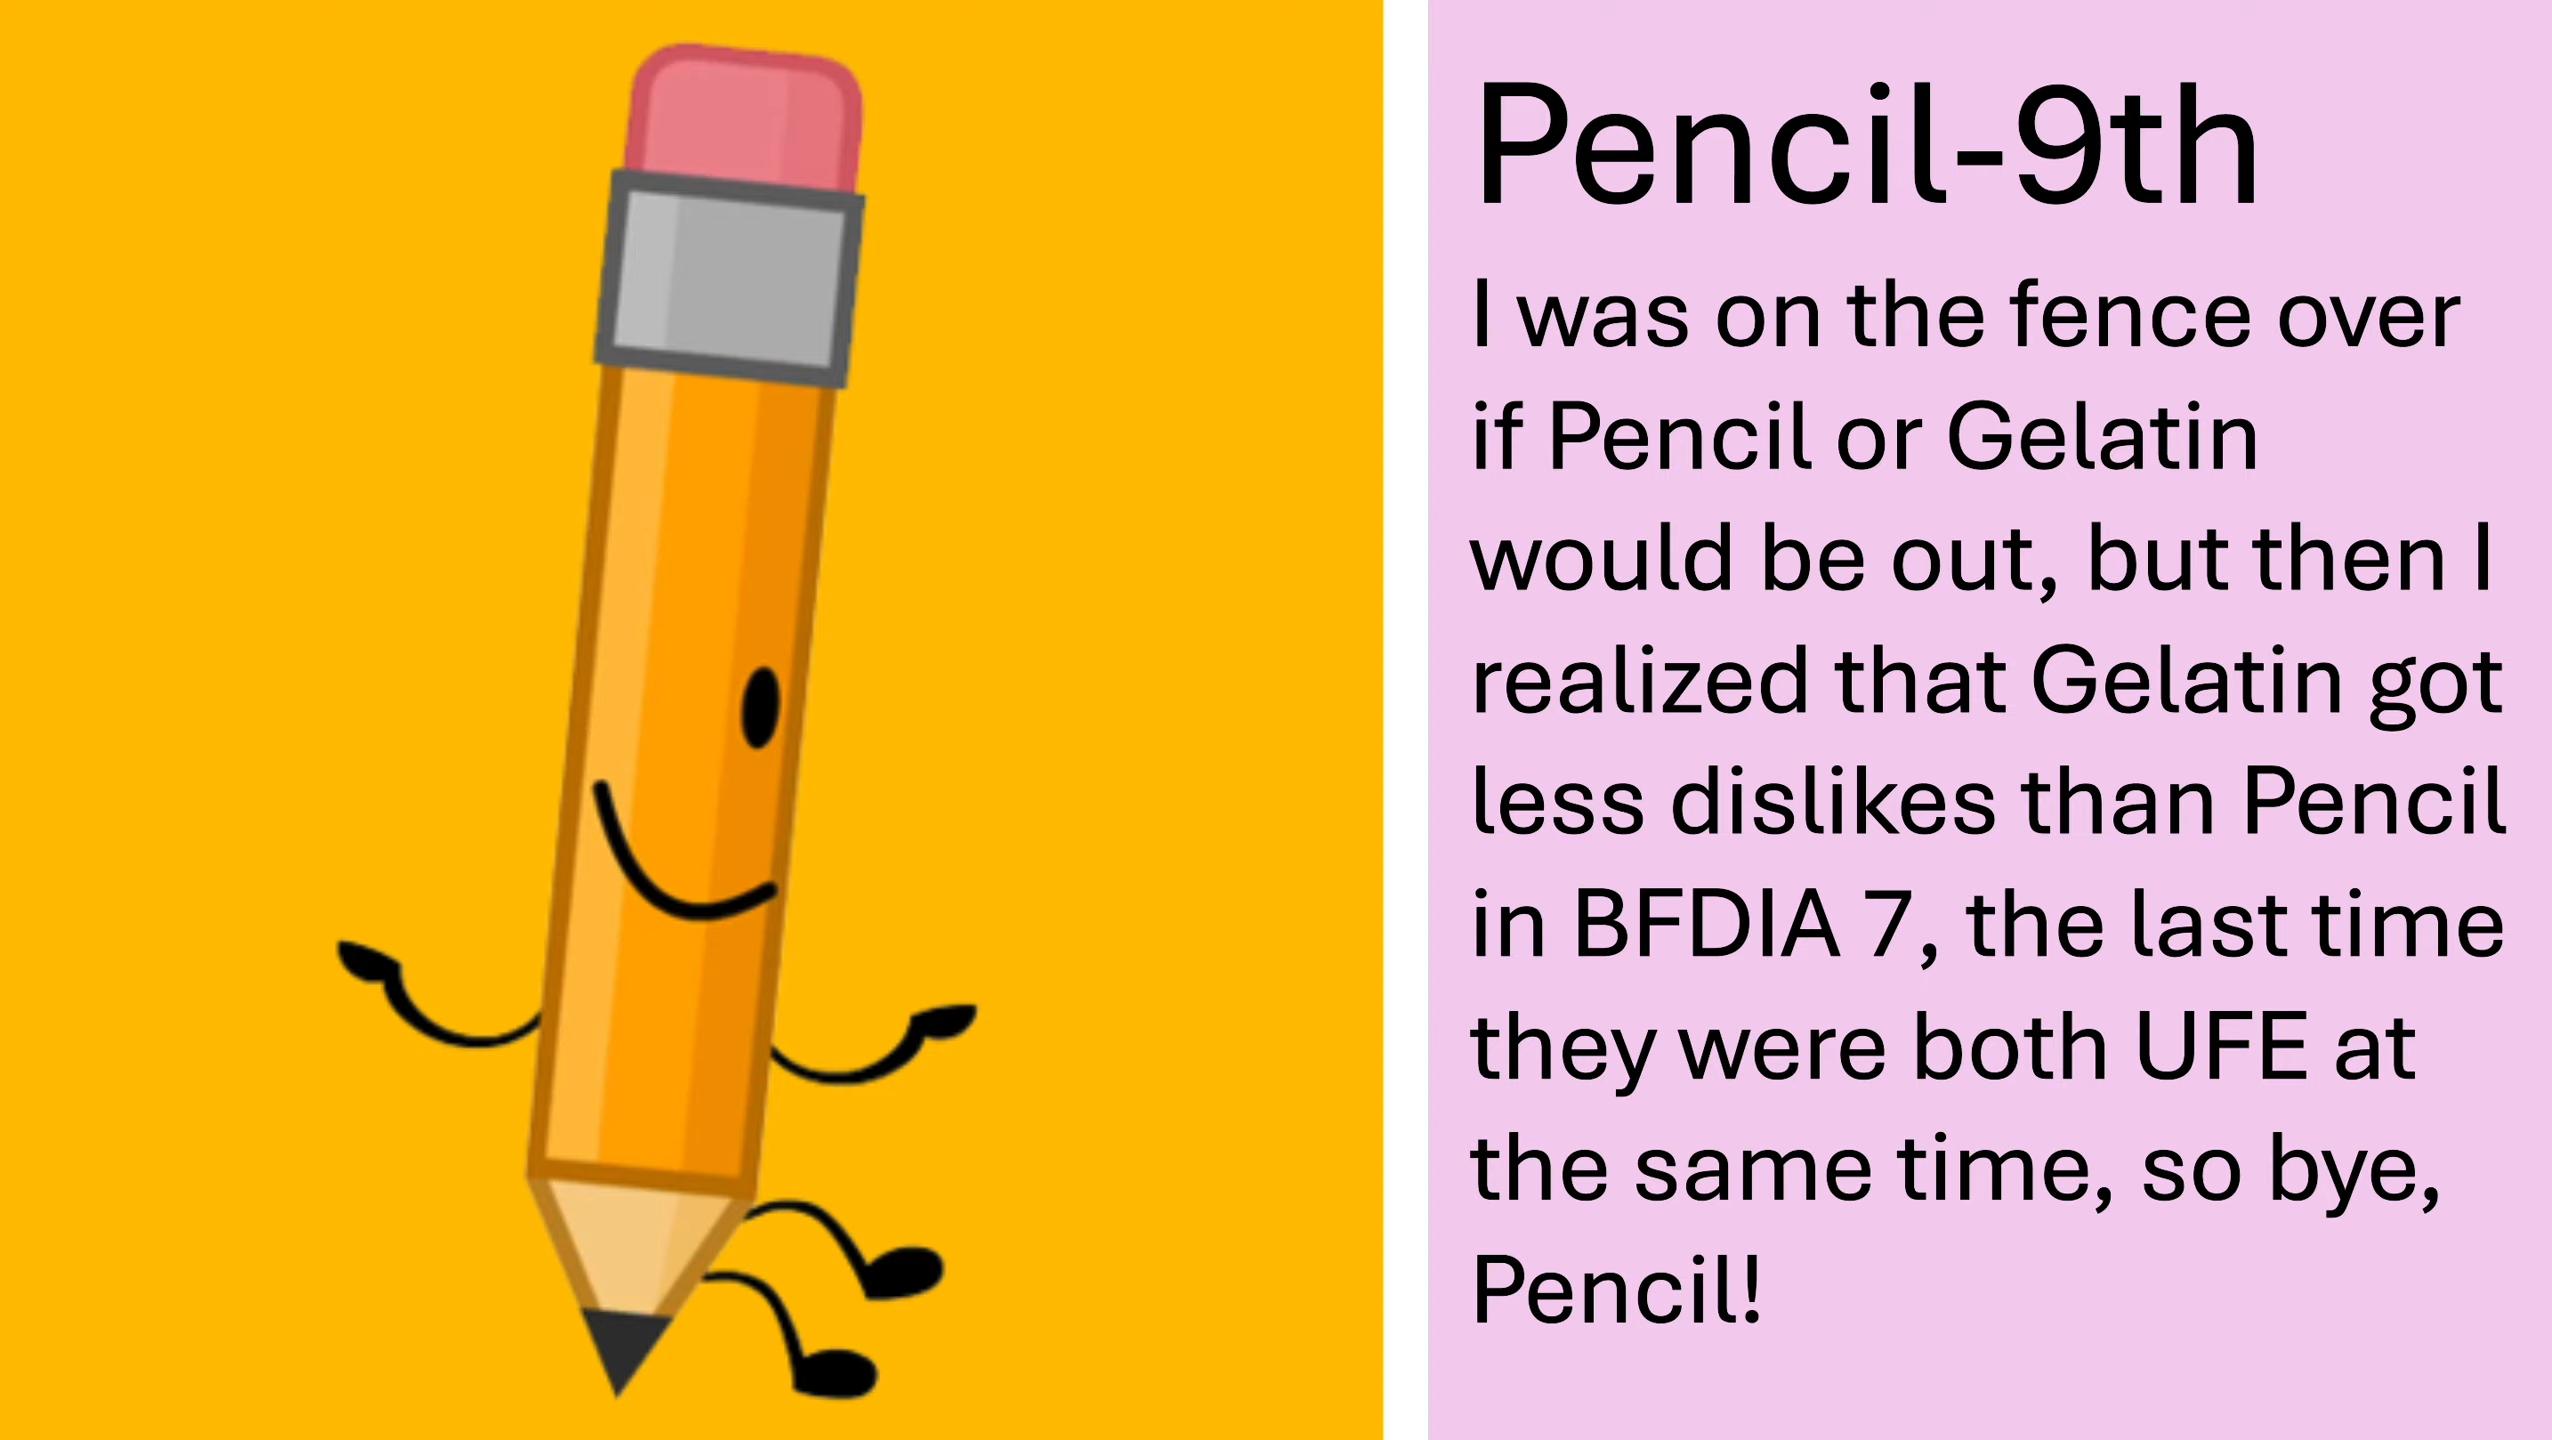 Pencil-9th
I was on the fence over
if Pencil or Gelatin
would be out, but then I
realized that Gelatin got
less dislikes than Pencil
in BFDIA 7, the last time
they were both UFE at
the same time, so bye,
Pencil!